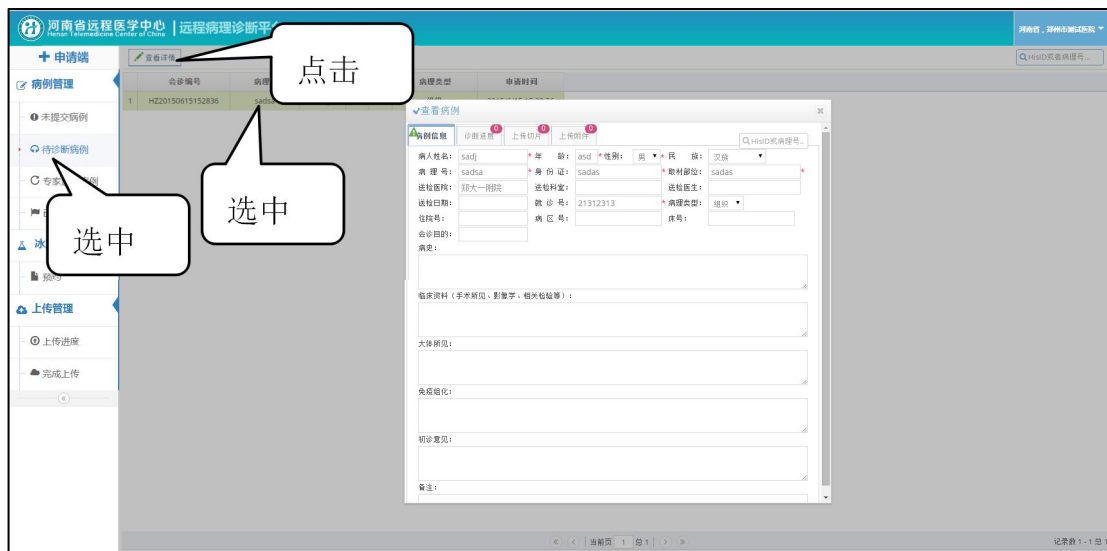 河南省远程医学中心 | 远程病理诊断平
Henan Telemedicine Center of China
河南省,郑州市测试医院
申请端
查看详情
HisID或病理号...
点击
病例管理
会诊编号
病理类型
申请时间
1 HZ20150615152836 sadsa
未提交病例
待诊断病例
选中
选中
上传管理
上传进度
完成上传
查看病例
病例信息 诊断进度 0 上传切片 0 上传附件 0
HisID或病理号...
病人姓名: sadj * 年 龄: asd * 性别: 男 * 民 族: 汉族
病 理 号: sadsa * 身 份 证: sadas * 取材部位: sadas *
送检医院: 郑大一附院 送检科室: 送检医生:
送检日期: 就 诊 号: 21312313 * 病理类型: 组织
住院号: 病 区 号: 床号:
会诊目的:
病史:
临床资料(手术所见、影像学、相关检验等):
大体所见:
免疫组化:
初诊意见:
备注:
当前页 1 总 1
记录数 1 - 1 总 1